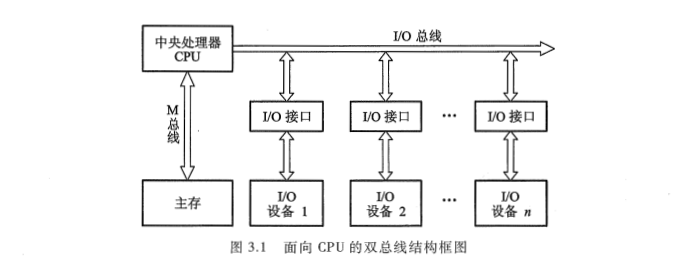 中央处理器
CPU
I/O 总线
M
总
线
I/O 接口
I/O 接口
···
I/O 接口
主存
I/O
设备 1
I/O
设备 2
···
I/O
设备 n
图 3.1 面向 CPU 的双总线结构框图